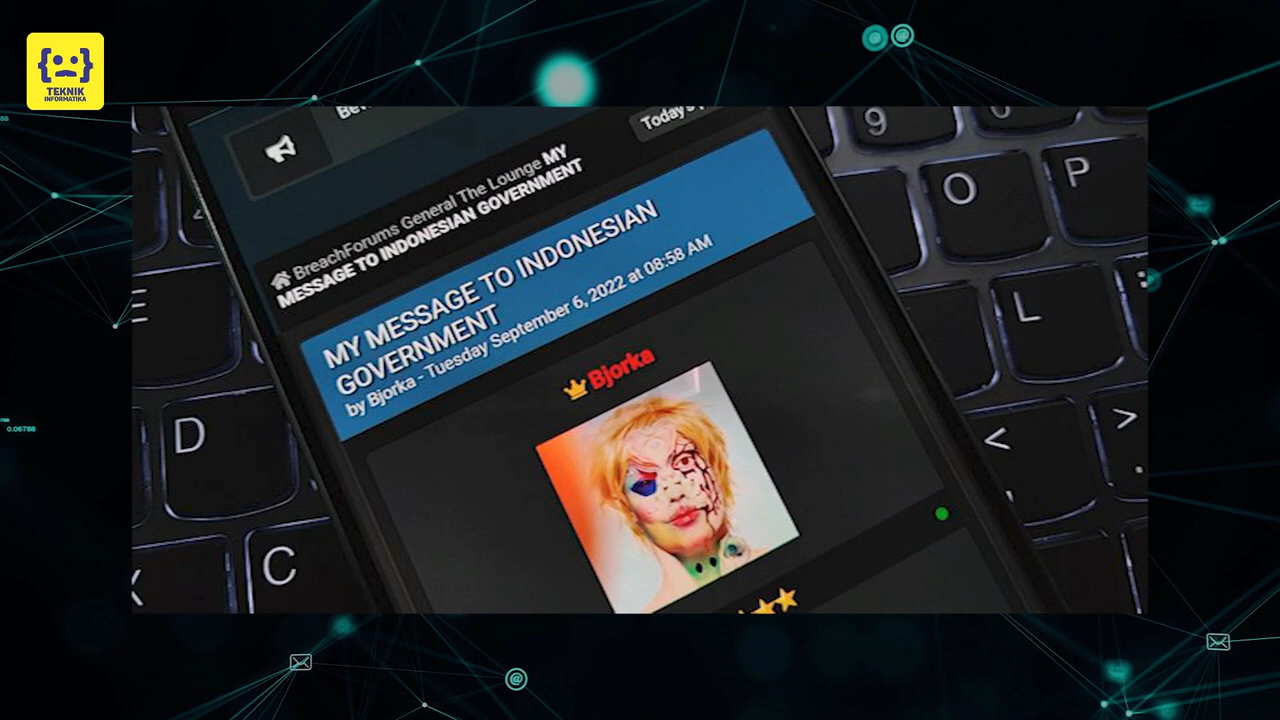 TEKNIK
INFORMATIKA
Today's
BreachForums General The Lounge MY
MESSAGE TO INDONESIAN GOVERNMENT
MY MESSAGE TO INDONESIAN
GOVERNMENT
by Bjorka - Tuesday September 6, 2022 at 08:58 AM
Bjorka
9
O
P
E
L
D
<
>
C
X
0.06788